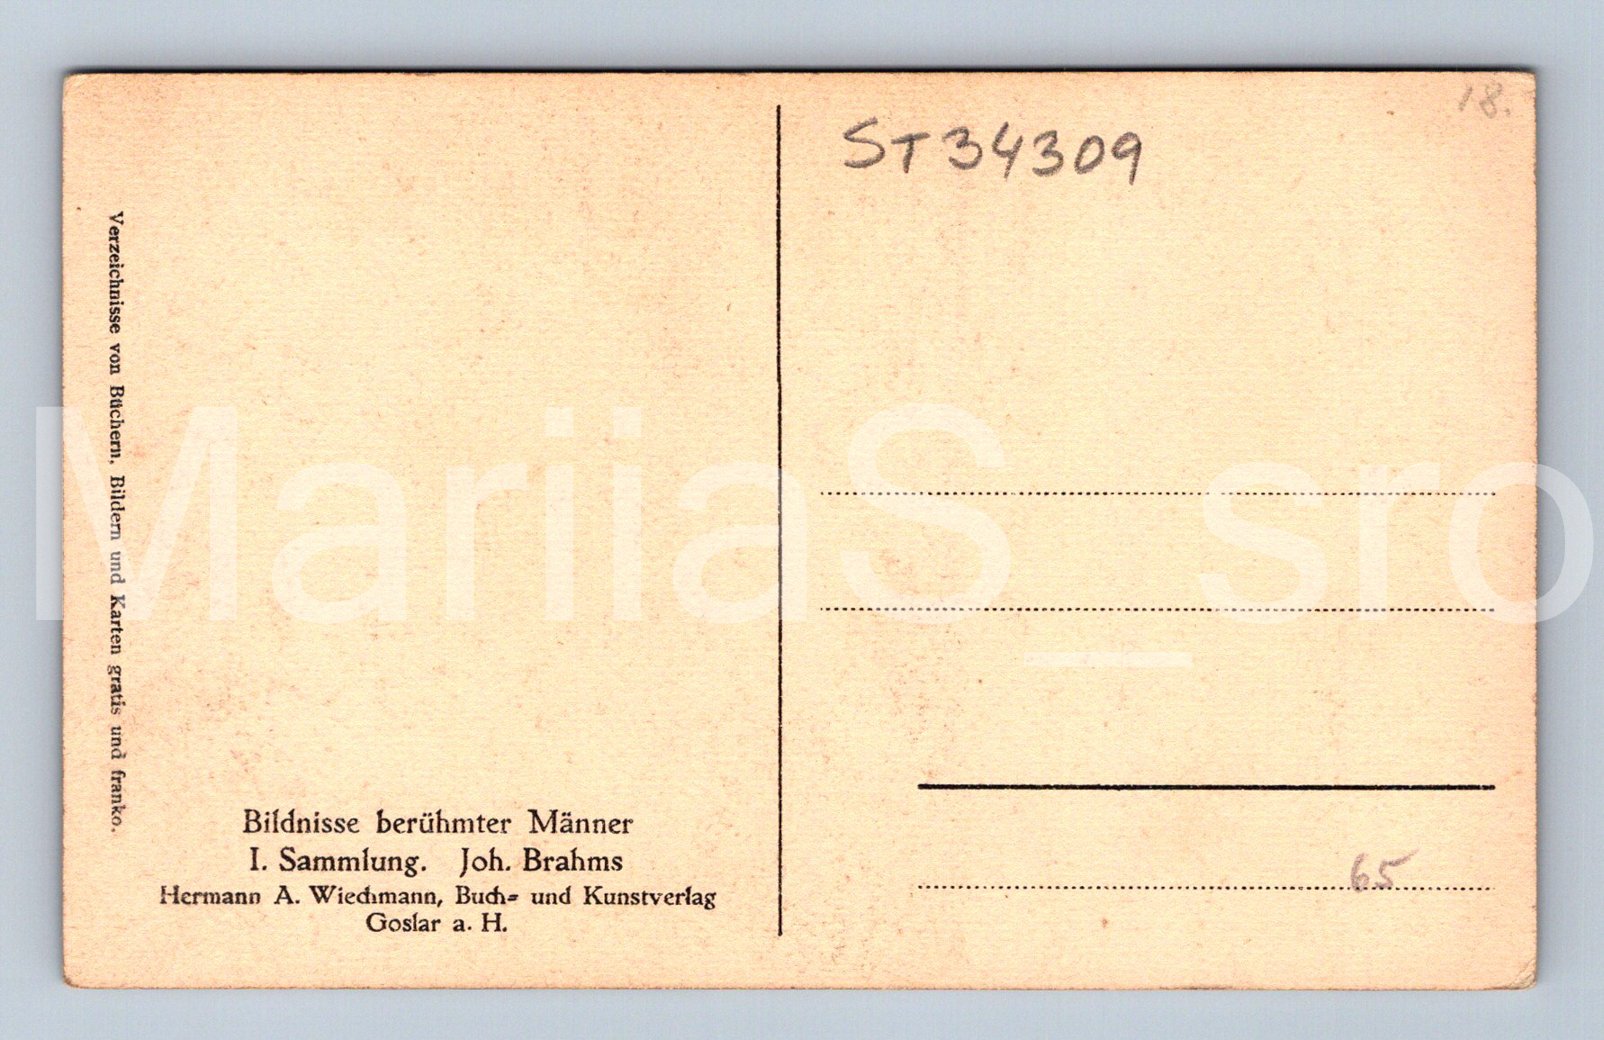 Verzeichnisse von Büchern, Bildern und Karten gratis und franko.
Bildnisse berühmter Männer
I. Sammlung. Joh. Brahms
Hermann A. Wiechmann, Buch- und Kunstverlag
Goslar a. H.
18.
ST34309
65
MariiaS_sro